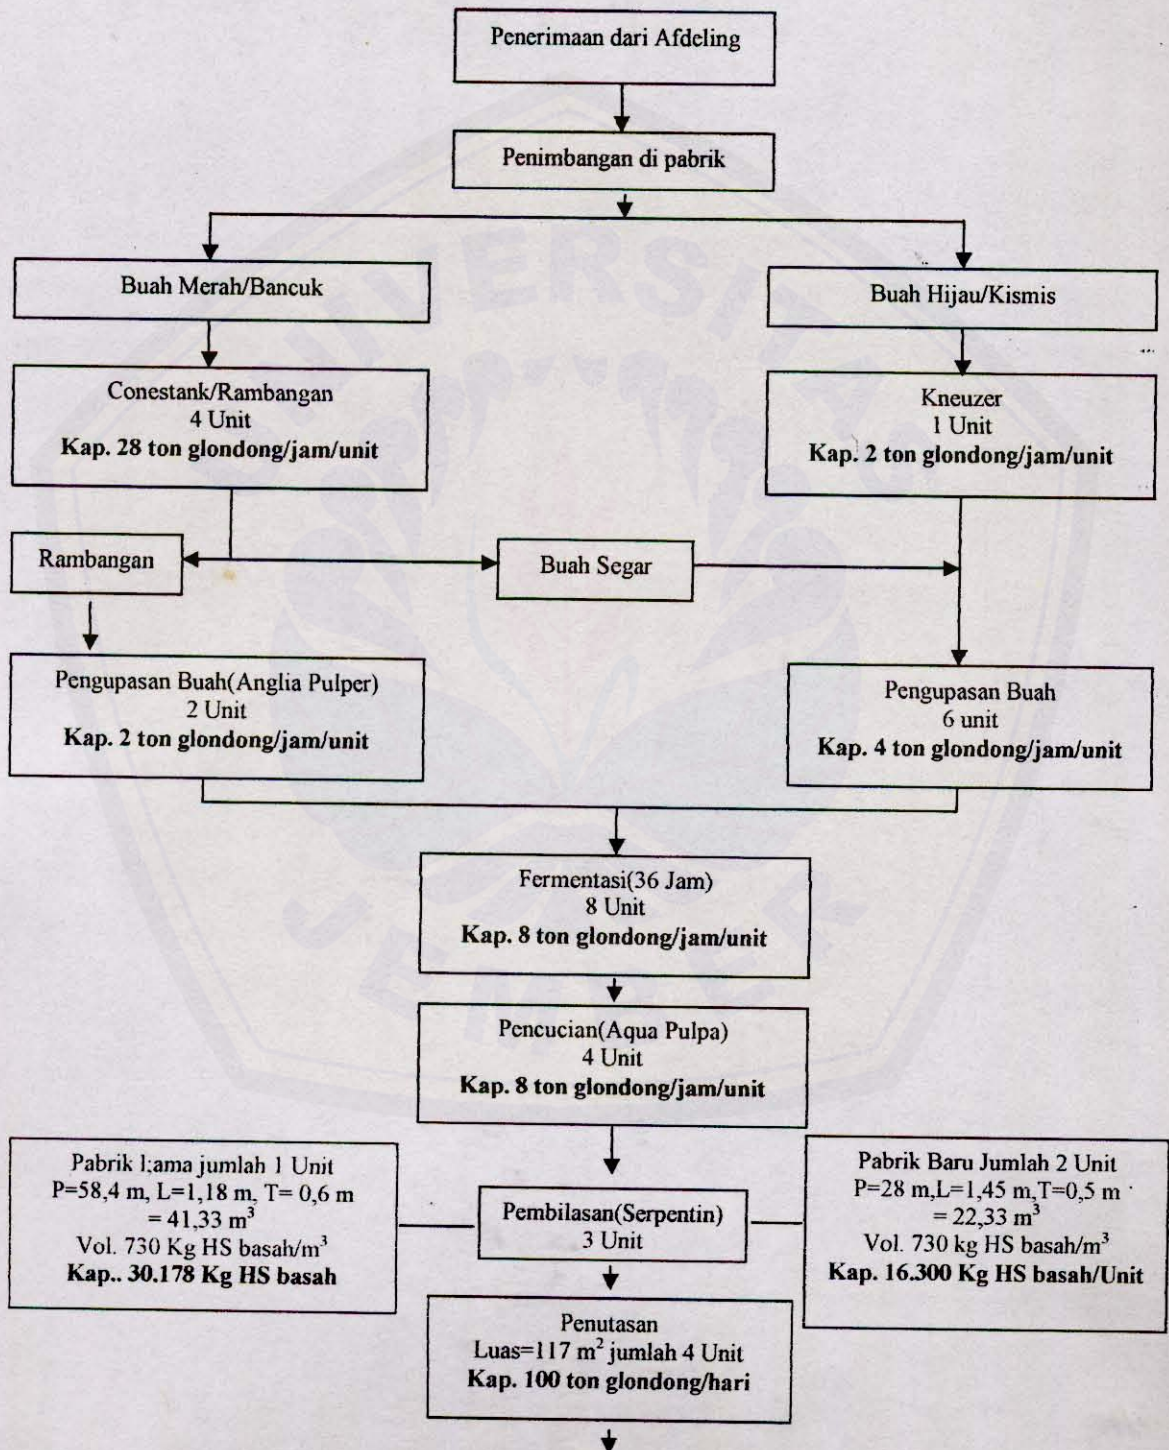 Penerimaan dari Afdeling
Penimbangan di pabrik
Buah Merah/Bancuk
Buah Hijau/Kismis
Conestank/Rambangan
4 Unit
Kap. 28 ton glondong/jam/unit
Kneuzer
1 Unit
Kap. 2 ton glondong/jam/unit
Rambangan
Buah Segar
Pengupasan Buah(Anglia Pulper)
2 Unit
Kap. 2 ton glondong/jam/unit
Pengupasan Buah
6 unit
Kap. 4 ton glondong/jam/unit
Fermentasi(36 Jam)
8 Unit
Kap. 8 ton glondong/jam/unit
Pencucian(Aqua Pulpa)
4 Unit
Kap. 8 ton glondong/jam/unit
Pabrik Lama jumlah 1 Unit
P=58,4 m, L=1,18 m, T= 0,6 m
= 41,33 m³
Vol. 730 Kg HS basah/m³
Kap.. 30.178 Kg HS basah
Pembilasan(Serpentin)
3 Unit
Pabrik Baru Jumlah 2 Unit
P=28 m,L=1,45 m,T=0,5 m
= 22,33 m³
Vol. 730 kg HS basah/m³
Kap. 16.300 Kg HS basah/Unit
Penutasan
Luas=117 m² jumlah 4 Unit
Kap. 100 ton glondong/hari
UNIVERSITAS
JEMBER